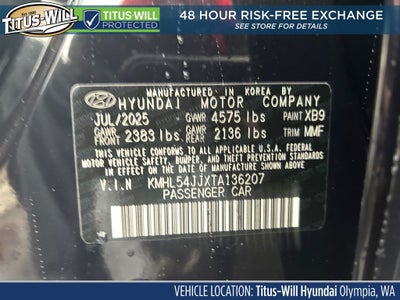 Titus-Will
TITUS-WILL
PROTECTED
48 HOUR RISK-FREE EXCHANGE
SEE STORE FOR DETAILS
MANUFACTURED IN KOREA BY
HYUNDAI MOTOR COMPANY
JUL/2025 GVWR 4575 lbs PAINT XB9
GAWR FRONT 2383 lbs GAWR REAR 2136 lbs TRIM MMF
THIS VEHICLE CONFORMS TO ALL APPLICABLE
FEDERAL MOTOR VEHICLE SAFETY, BUMPER,
AND THEFT PREVENTION STANDARDS IN EFFECT
ON THE DATE OF MANUFACTURE SHOWN ABOVE
V.I.N KMHL54JJXTA136207
PASSENGER CAR
VEHICLE LOCATION: Titus-Will Hyundai Olympia, WA